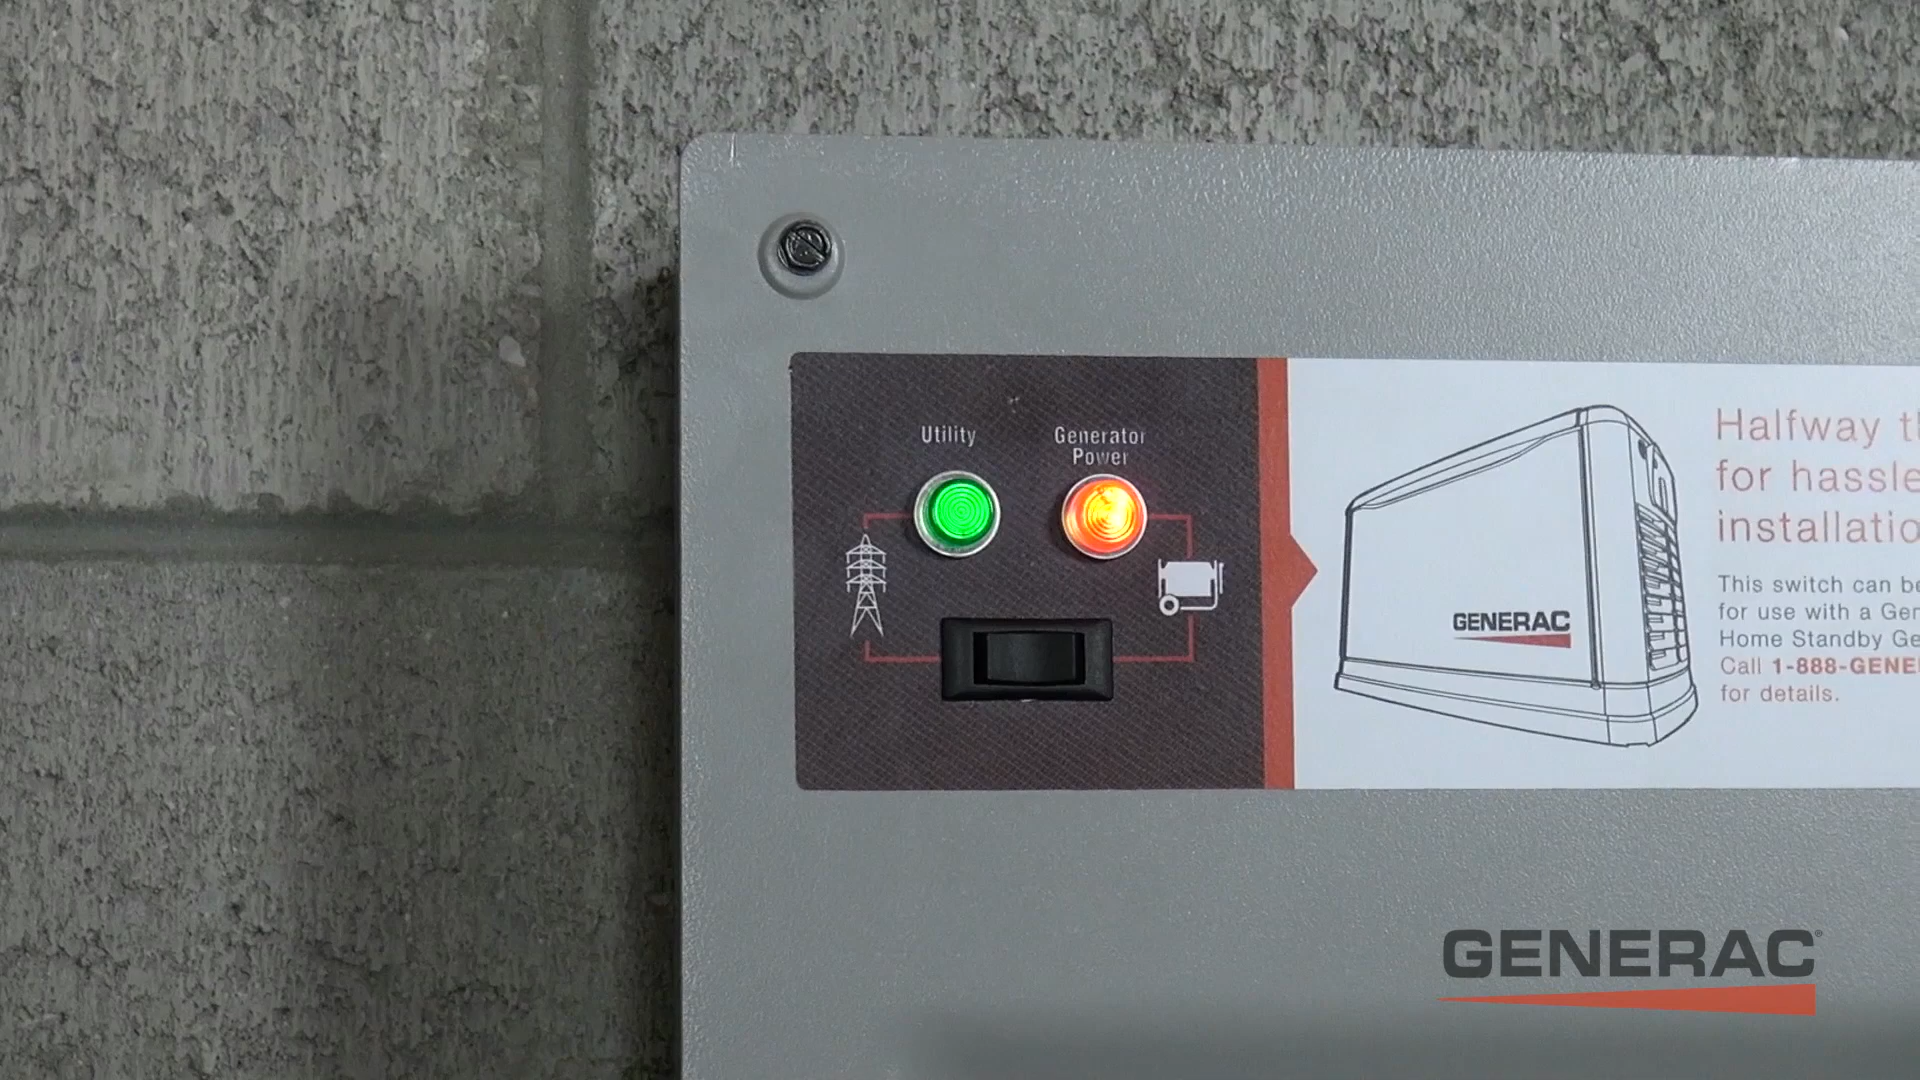 Utility
Generator
Power
Halfway
for hassle
installatio
This switch can be
for use with a Gen
Home Standby Ge
Call 1-888-GENE
for details.
GENERAC
GENERAC®